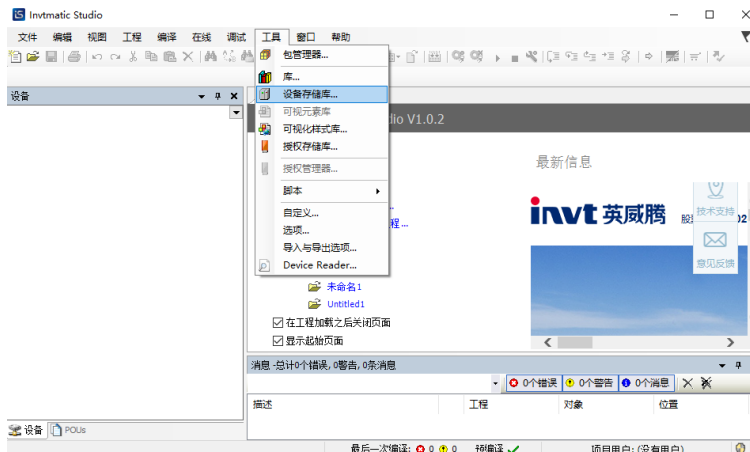 Invtmatic Studio
文件 编辑 视图 工程 编译 在线 调试 工具 窗口 帮助
包管理器...
库...
设备存储库...
可视元素库
可视化样式库...
授权存储库...
授权管理器...
脚本
自定义...
选项...
导入与导出选项...
Device Reader...
设备
dio V1.0.2
最新信息
程...
invt 英威腾
技术支持
意见反馈
未命名1
Untitled1
在工程加载之后关闭页面
显示起始页面
消息 -总计0个错误, 0警告, 0条消息
0个错误 0个警告 0个消息
描述 工程 对象 位置
设备 POUs
最后一次编译: 0 0 预编译 项目用户: (没有用户)